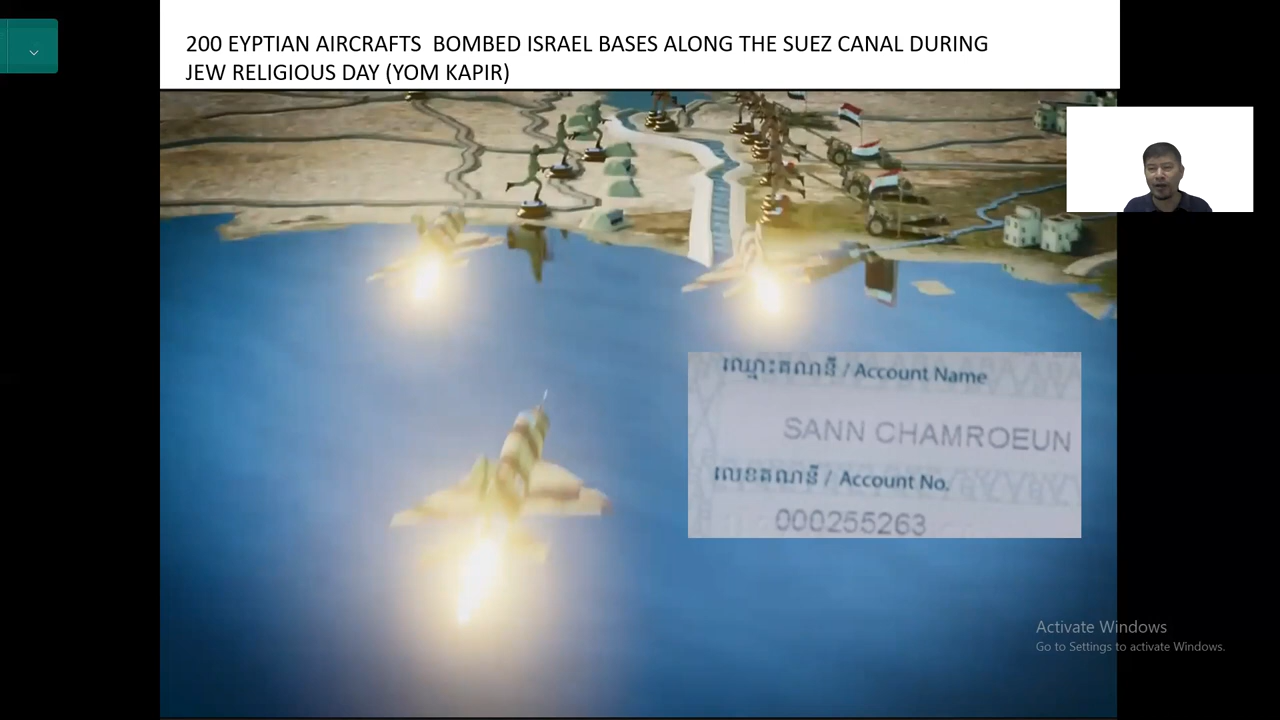 200 EYPTIAN AIRCRAFTS  BOMBED ISRAEL BASES ALONG THE SUEZ CANAL DURING
JEW RELIGIOUS DAY (YOM KAPIR)
ឈ្មោះគណនី / Account Name
SANN CHAMROEUN
លេខគណនី / Account No.
000255263
Activate Windows
Go to Settings to activate Windows.